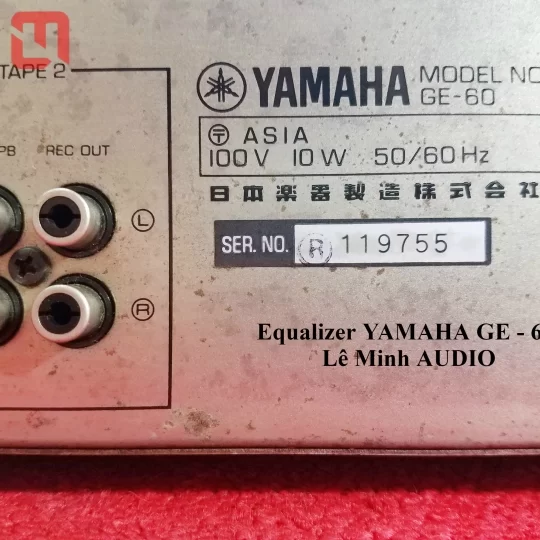 TAPE 2
PB REC OUT
L
R
YAMAHA MODEL NO
GE-60
〒 ASIA
100V 10W 50/60Hz
日本楽器製造株式会社
SER. NO. R 119755
Equalizer YAMAHA GE - 6
Lê Minh AUDIO